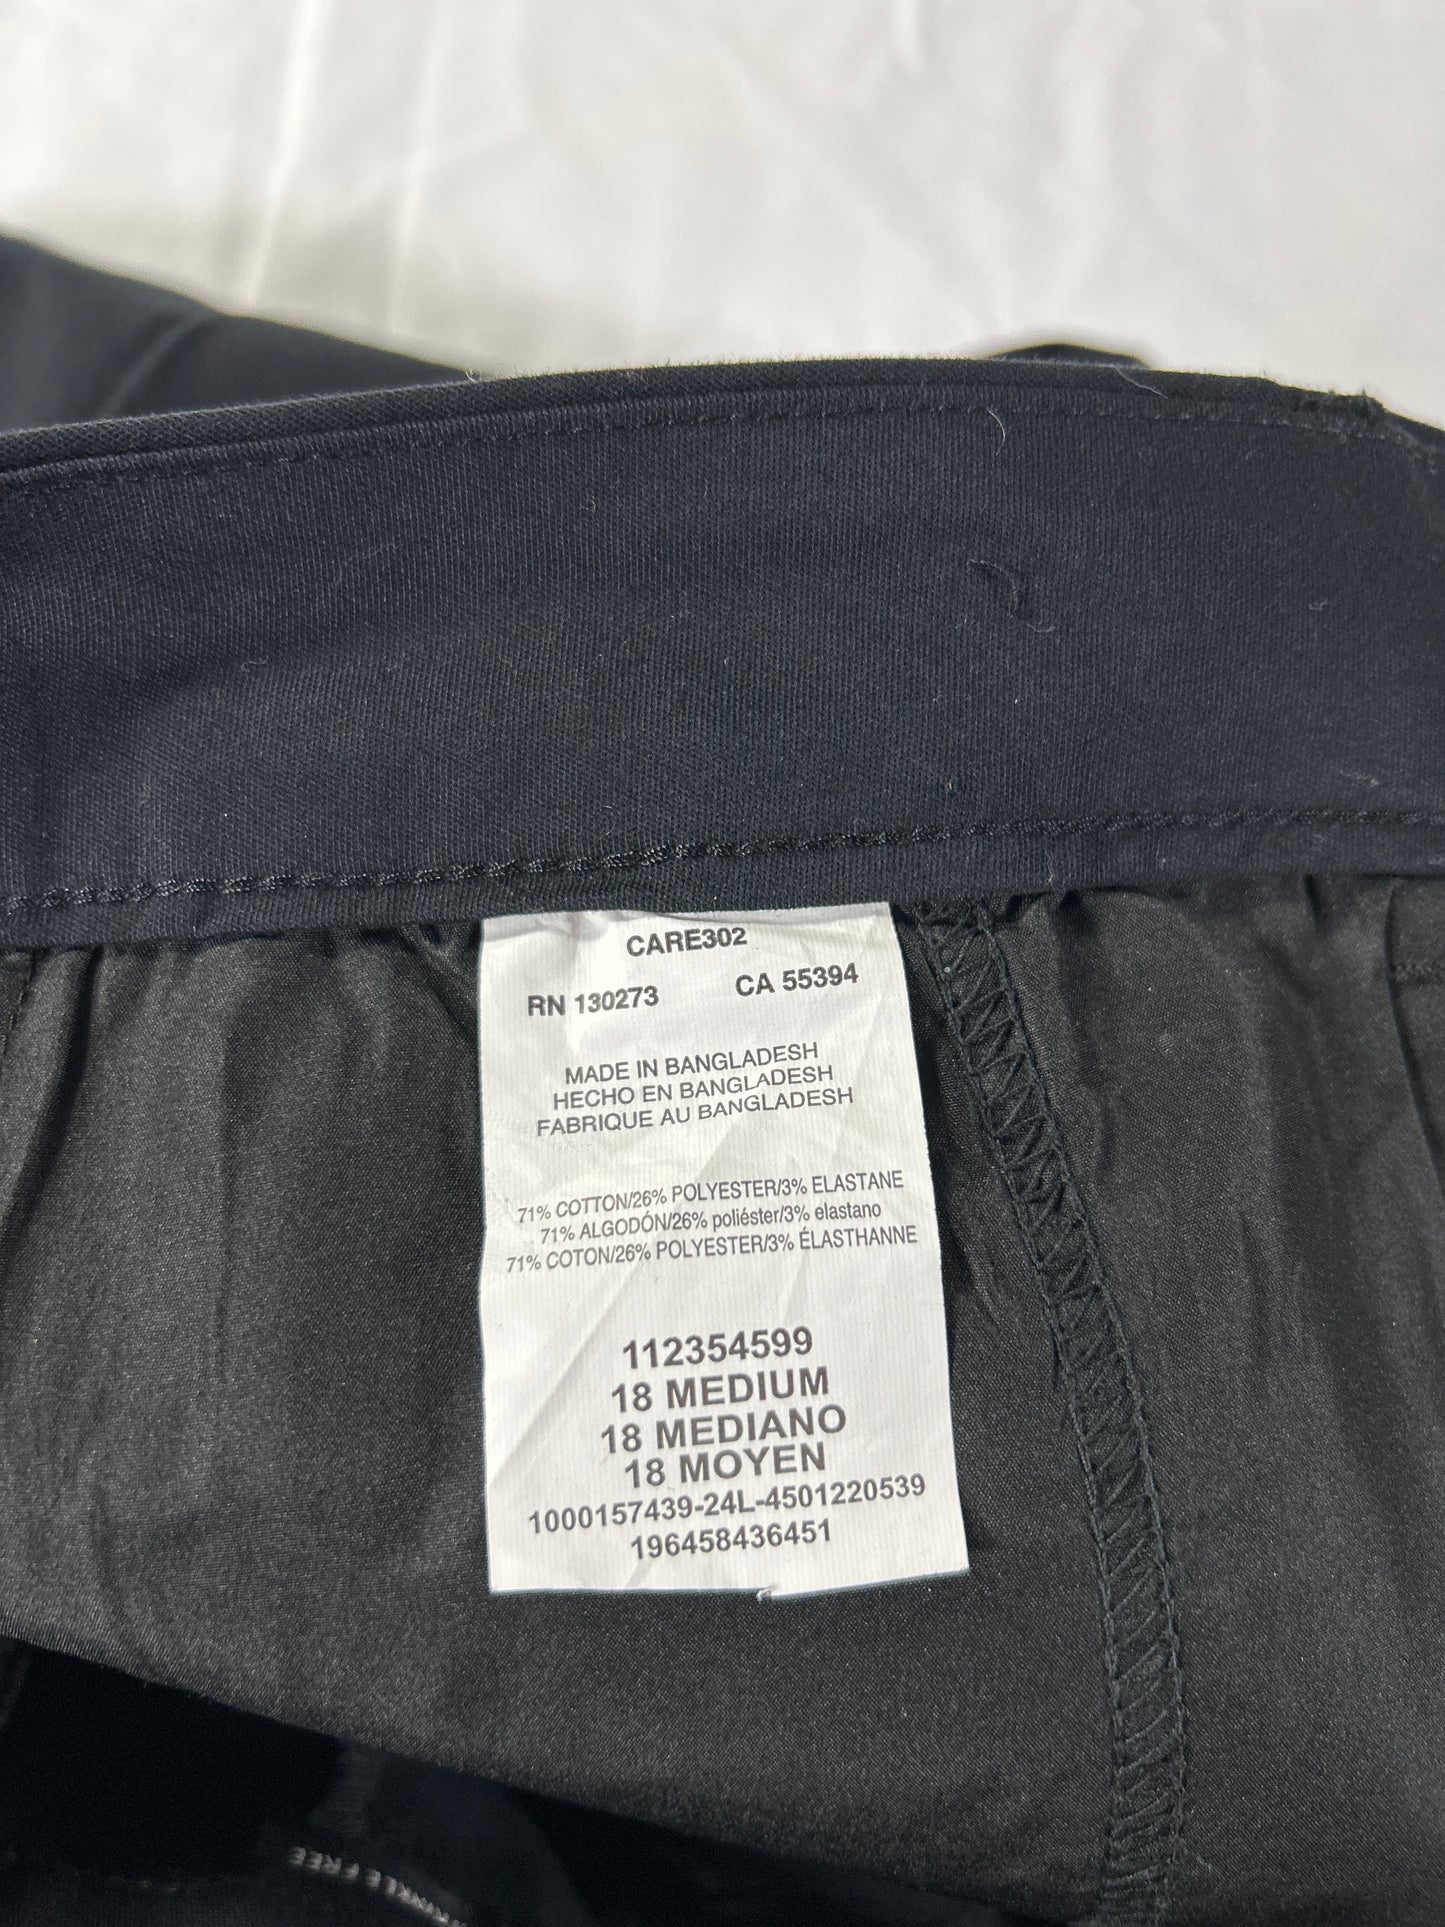 CARE302
RN 130273 CA 55394
MADE IN BANGLADESH
HECHO EN BANGLADESH
FABRIQUE AU BANGLADESH
71% COTTON/26% POLYESTER/3% ELASTANE
71% ALGODÓN/26% poliéster/3% elastano
71% COTON/26% POLYESTER/3% ÉLASTHANNE
112354599
18 MEDIUM
18 MEDIANO
18 MOYEN
1000157439-24L-4501220539
196458436451
FREE